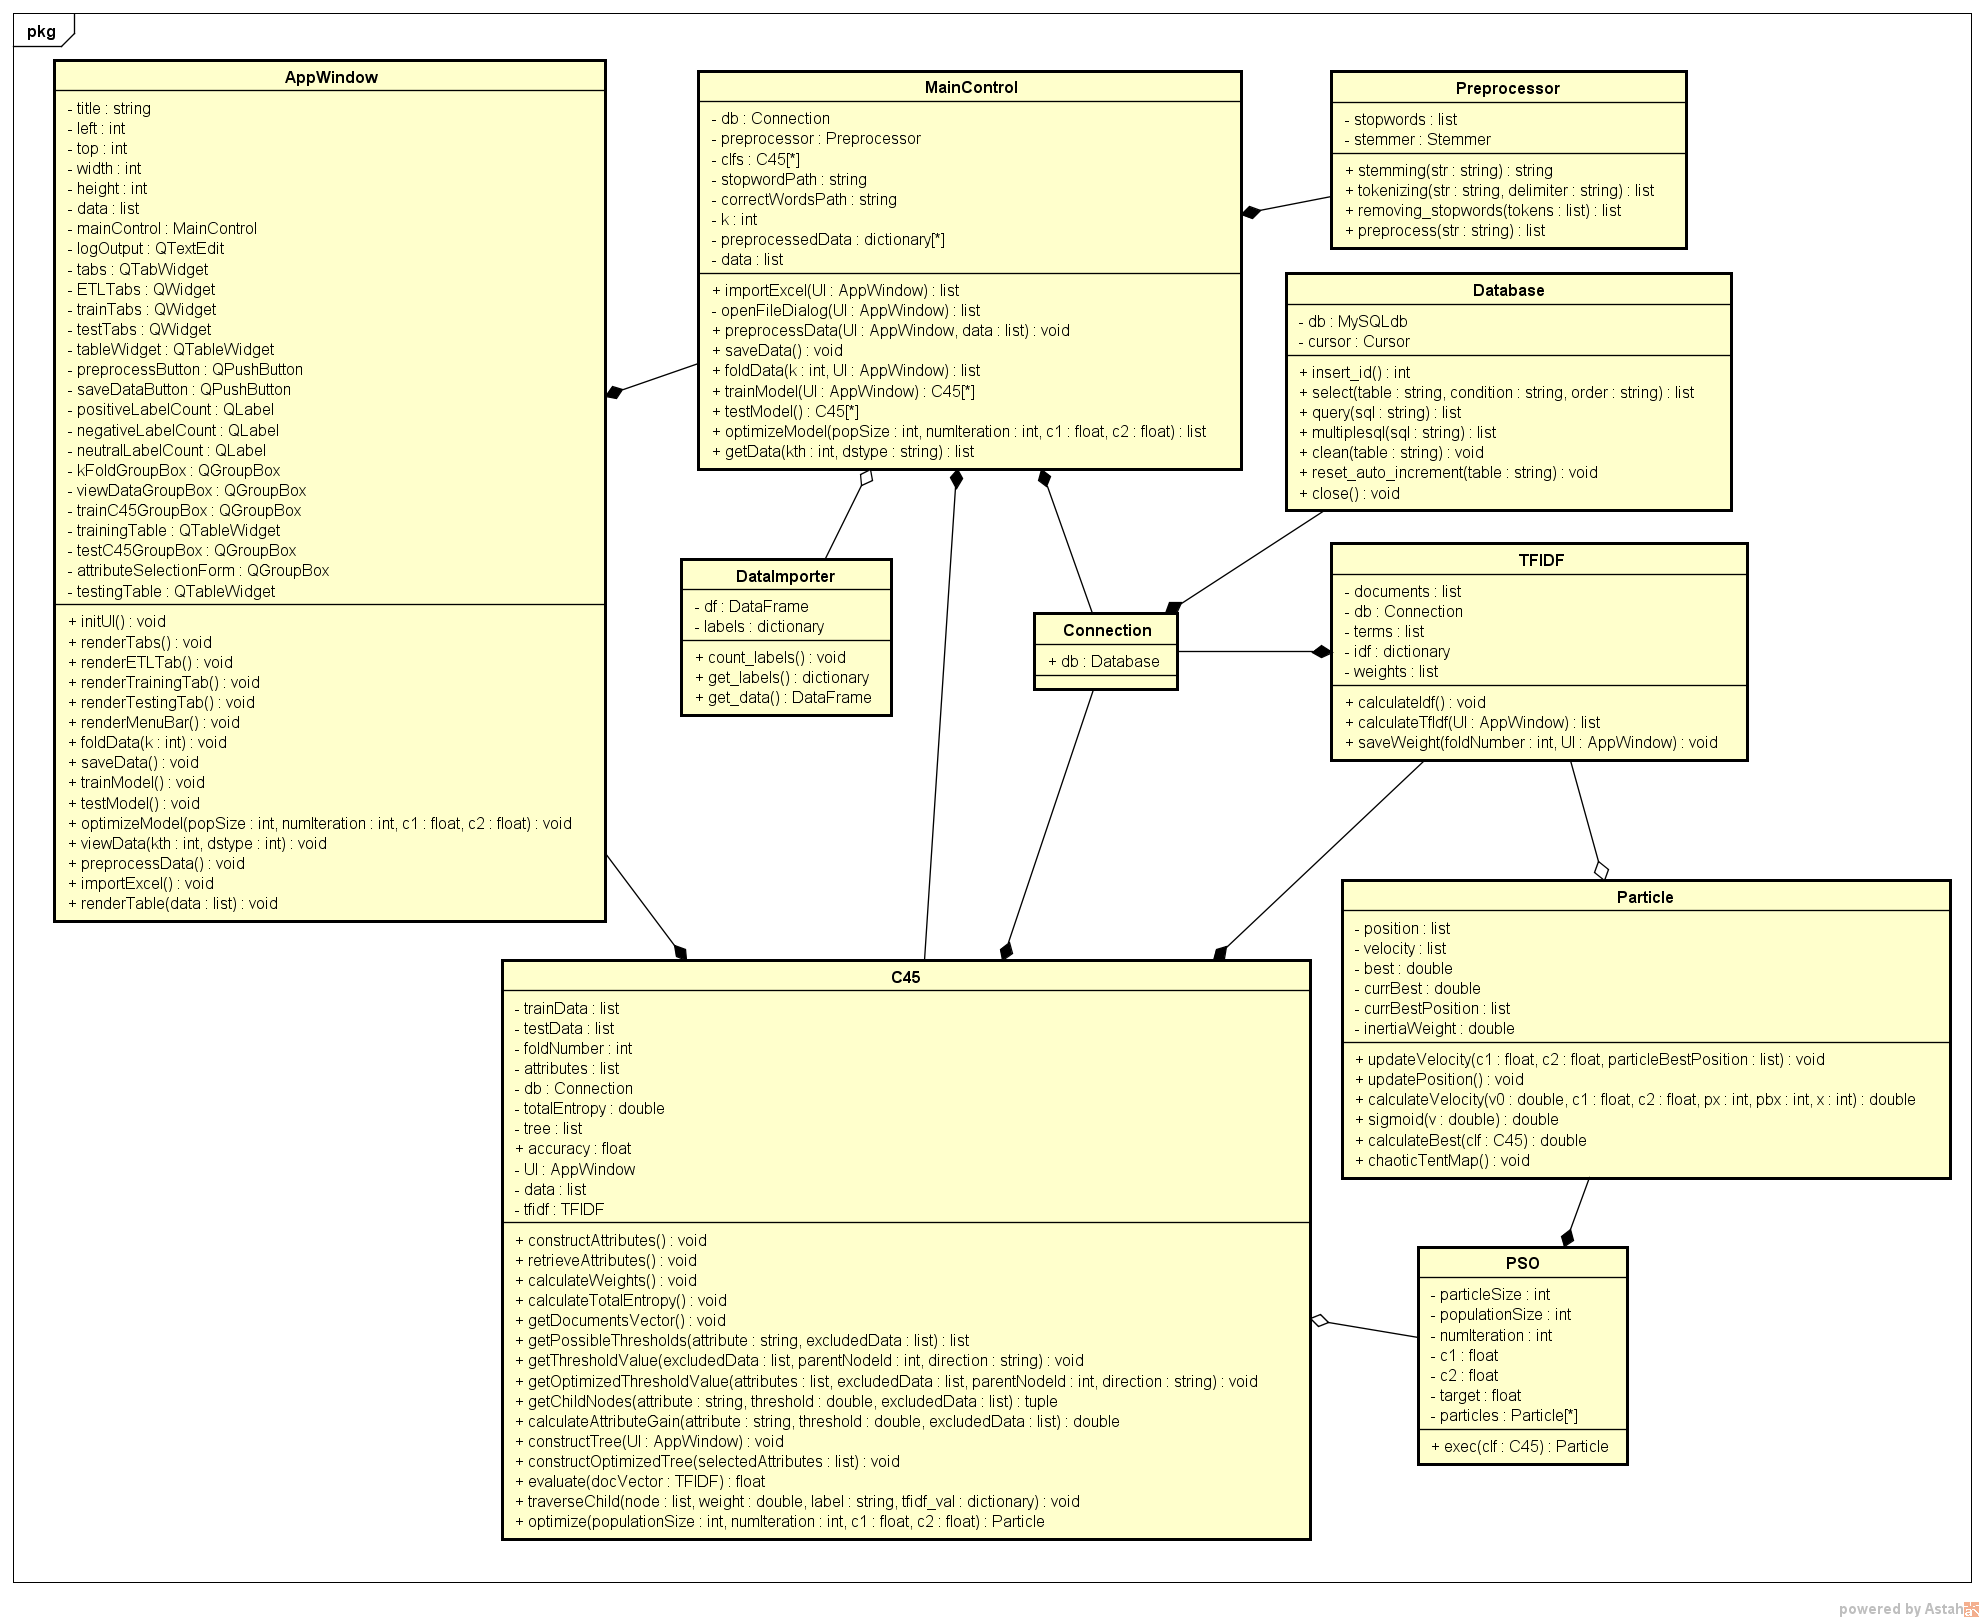 pkg
AppWindow
- title : string
- left : int
- top : int
- width : int
- height : int
- data : list
- mainControl : MainControl
- logOutput : QTextEdit
- tabs : QTabWidget
- ETLTabs : QWidget
- trainTabs : QWidget
- testTabs : QWidget
- tableWidget : QTableWidget
- preprocessButton : QPushButton
- saveDataButton : QPushButton
- positiveLabelCount : QLabel
- negativeLabelCount : QLabel
- neutralLabelCount : QLabel
- kFoldGroupBox : QGroupBox
- viewDataGroupBox : QGroupBox
- trainC45GroupBox : QGroupBox
- trainingTable : QTableWidget
- testC45GroupBox : QGroupBox
- attributeSelectionForm : QGroupBox
- testingTable : QTableWidget
+ initUI() : void
+ renderTabs() : void
+ renderETLTab() : void
+ renderTrainingTab() : void
+ renderTestingTab() : void
+ renderMenuBar() : void
+ foldData(k : int) : void
+ saveData() : void
+ trainModel() : void
+ testModel() : void
+ optimizeModel(popSize : int, numIteration : int, c1 : float, c2 : float) : void
+ viewData(kth : int, dstype : int) : void
+ preprocessData() : void
+ importExcel() : void
+ renderTable(data : list) : void
MainControl
- db : Connection
- preprocessor : Preprocessor
- clfs : C45[*]
- stopwordPath : string
- correctWordsPath : string
- k : int
- preprocessedData : dictionary[*]
- data : list
+ importExcel(UI : AppWindow) : list
- openFileDialog(UI : AppWindow) : list
+ preprocessData(UI : AppWindow, data : list) : void
+ saveData() : void
+ foldData(k : int, UI : AppWindow) : list
+ trainModel(UI : AppWindow) : C45[*]
+ testModel() : C45[*]
+ optimizeModel(popSize : int, numIteration : int, c1 : float, c2 : float) : list
+ getData(kth : int, dstype : string) : list
Preprocessor
- stopwords : list
- stemmer : Stemmer
+ stemming(str : string) : string
+ tokenizing(str : string, delimiter : string) : list
+ removing_stopwords(tokens : list) : list
+ preprocess(str : string) : list
Database
- db : MySQLdb
- cursor : Cursor
+ insert_id() : int
+ select(table : string, condition : string, order : string) : list
+ query(sql : string) : list
+ multiplesql(sql : string) : list
+ clean(table : string) : void
+ reset_auto_increment(table : string) : void
+ close() : void
DataImporter
- df : DataFrame
- labels : dictionary
+ count_labels() : void
+ get_labels() : dictionary
+ get_data() : DataFrame
Connection
+ db : Database
TFIDF
- documents : list
- db : Connection
- terms : list
- idf : dictionary
- weights : list
+ calculateIdf() : void
+ calculateTfIdf(UI : AppWindow) : list
+ saveWeight(foldNumber : int, UI : AppWindow) : void
Particle
- position : list
- velocity : list
- best : double
- currBest : double
- currBestPosition : list
- inertiaWeight : double
+ updateVelocity(c1 : float, c2 : float, particleBestPosition : list) : void
+ updatePosition() : void
+ calculateVelocity(v0 : double, c1 : float, c2 : float, px : int, pbx : int, x : int) : double
+ sigmoid(v : double) : double
+ calculateBest(clf : C45) : double
+ chaoticTentMap() : void
C45
- trainData : list
- testData : list
- foldNumber : int
- attributes : list
- db : Connection
- totalEntropy : double
- tree : list
+ accuracy : float
- UI : AppWindow
- data : list
- tfidf : TFIDF
+ constructAttributes() : void
+ retrieveAttributes() : void
+ calculateWeights() : void
+ calculateTotalEntropy() : void
+ getDocumentsVector() : void
+ getPossibleThresholds(attribute : string, excludedData : list) : list
+ getThresholdValue(excludedData : list, parentNodeId : int, direction : string) : void
+ getOptimizedThresholdValue(attributes : list, excludedData : list, parentNodeId : int, direction : string) : void
+ getChildNodes(attribute : string, threshold : double, excludedData : list) : tuple
+ calculateAttributeGain(attribute : string, threshold : double, excludedData : list) : double
+ constructTree(UI : AppWindow) : void
+ constructOptimizedTree(selectedAttributes : list) : void
+ evaluate(docVector : TFIDF) : float
+ traverseChild(node : list, weight : double, label : string, tfidf_val : dictionary) : void
+ optimize(populationSize : int, numIteration : int, c1 : float, c2 : float) : Particle
PSO
- particleSize : int
- populationSize : int
- numIteration : int
- c1 : float
- c2 : float
- target : float
- particles : Particle[*]
+ exec(clf : C45) : Particle
powered by Astah